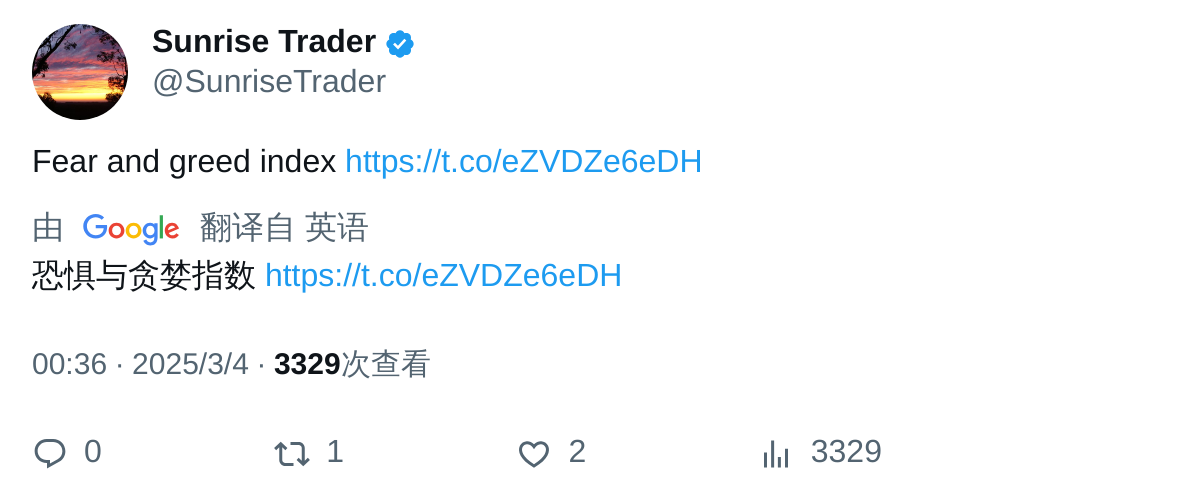 Sunrise Trader
@SunriseTrader
Fear and greed index https://t.co/eZVDZe6eDH
由 Google 翻译自 英语
恐惧与贪婪指数 https://t.co/eZVDZe6eDH
00:36 · 2025/3/4 · 3329次查看
0 1 2 3329